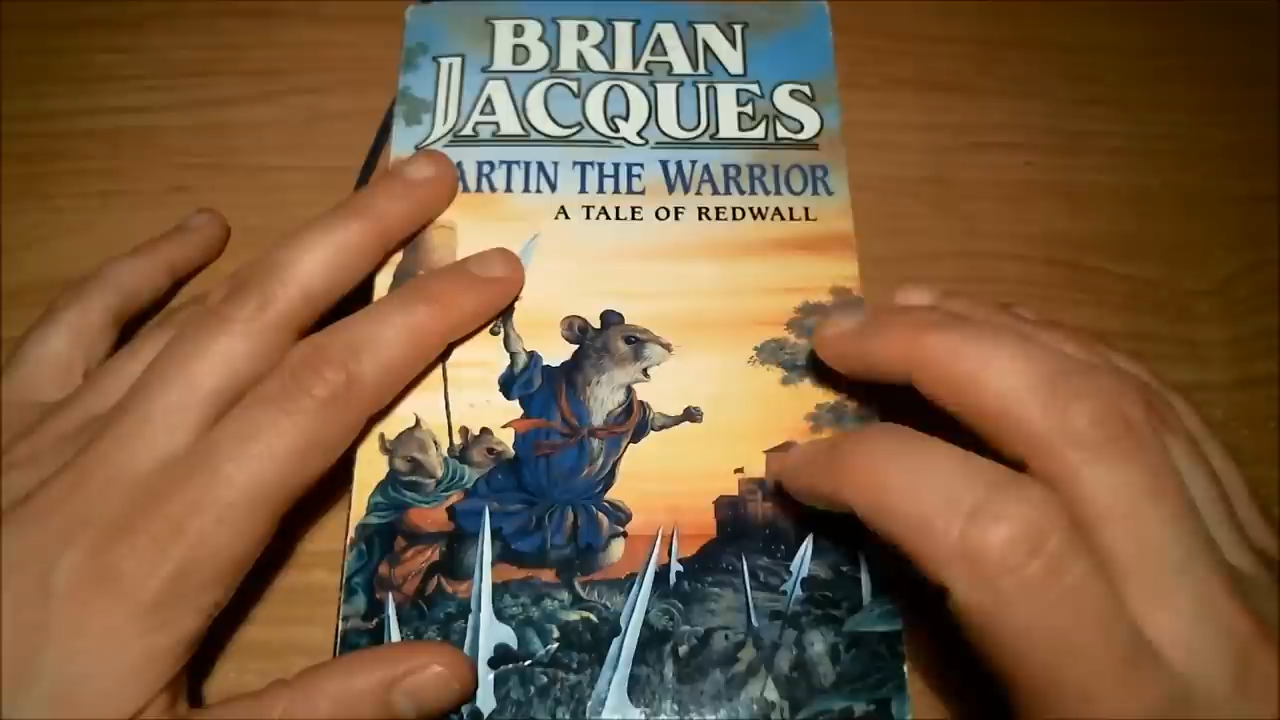 BRIAN
JACQUES
ARTIN THE WARRIOR
A TALE OF REDWALL